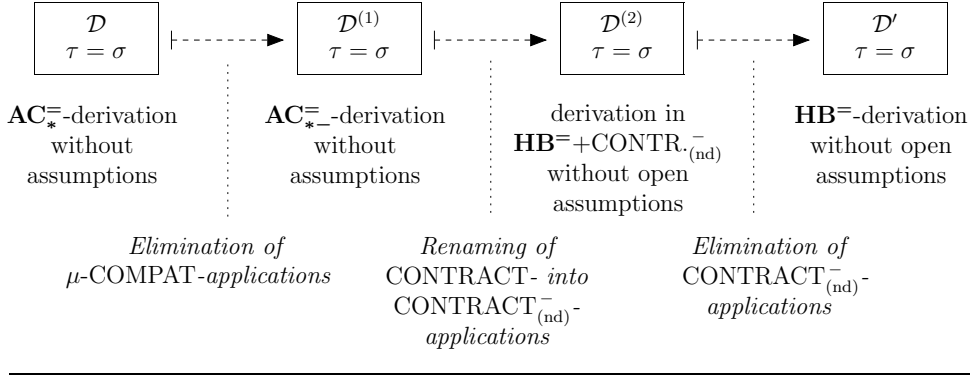 𝒟 𝒟⁽¹⁾ 𝒟⁽²⁾ 𝒟′
τ = σ τ = σ τ = σ τ = σ
AC⁼∗-derivation
without
assumptions
AC⁼∗−-derivation
without
assumptions
derivation in
HB⁼+CONTR.⁻(nd)
without open
assumptions
HB⁼-derivation
without open
assumptions
Elimination of
μ-COMPAT-applications
Renaming of
CONTRACT- into
CONTRACT⁻(nd)-
applications
Elimination of
CONTRACT⁻(nd)-
applications